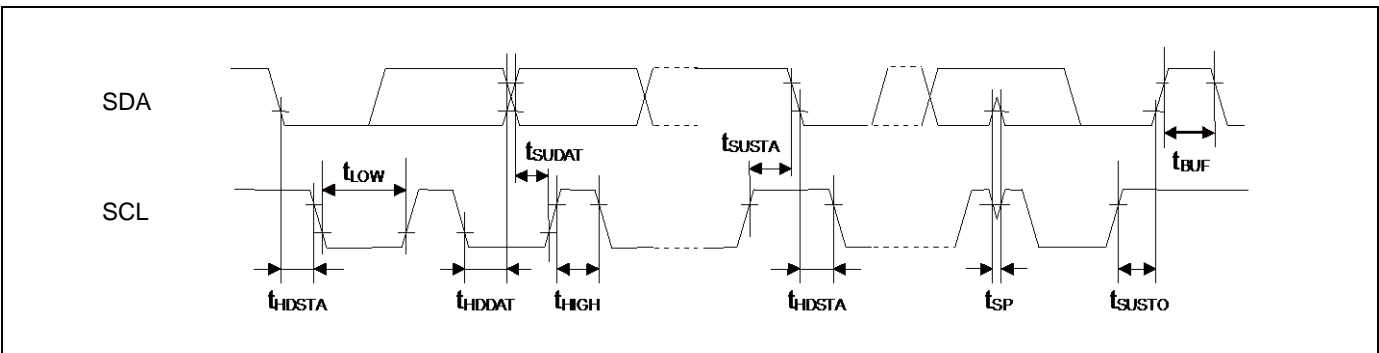 SDA
tSUDAT
tSUSTA
tLOW
tBUF
SCL
tHDSTA
tHDDAT
tHIGH
tHDSTA
tSP
tSUSTO